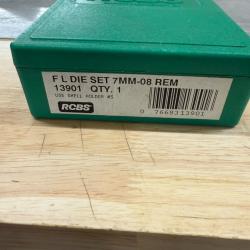 F L DIE SET 7MM-08 REM
13901 QTY. 1
USE SHELL HOLDER #3
RCBS
0 76683 13901